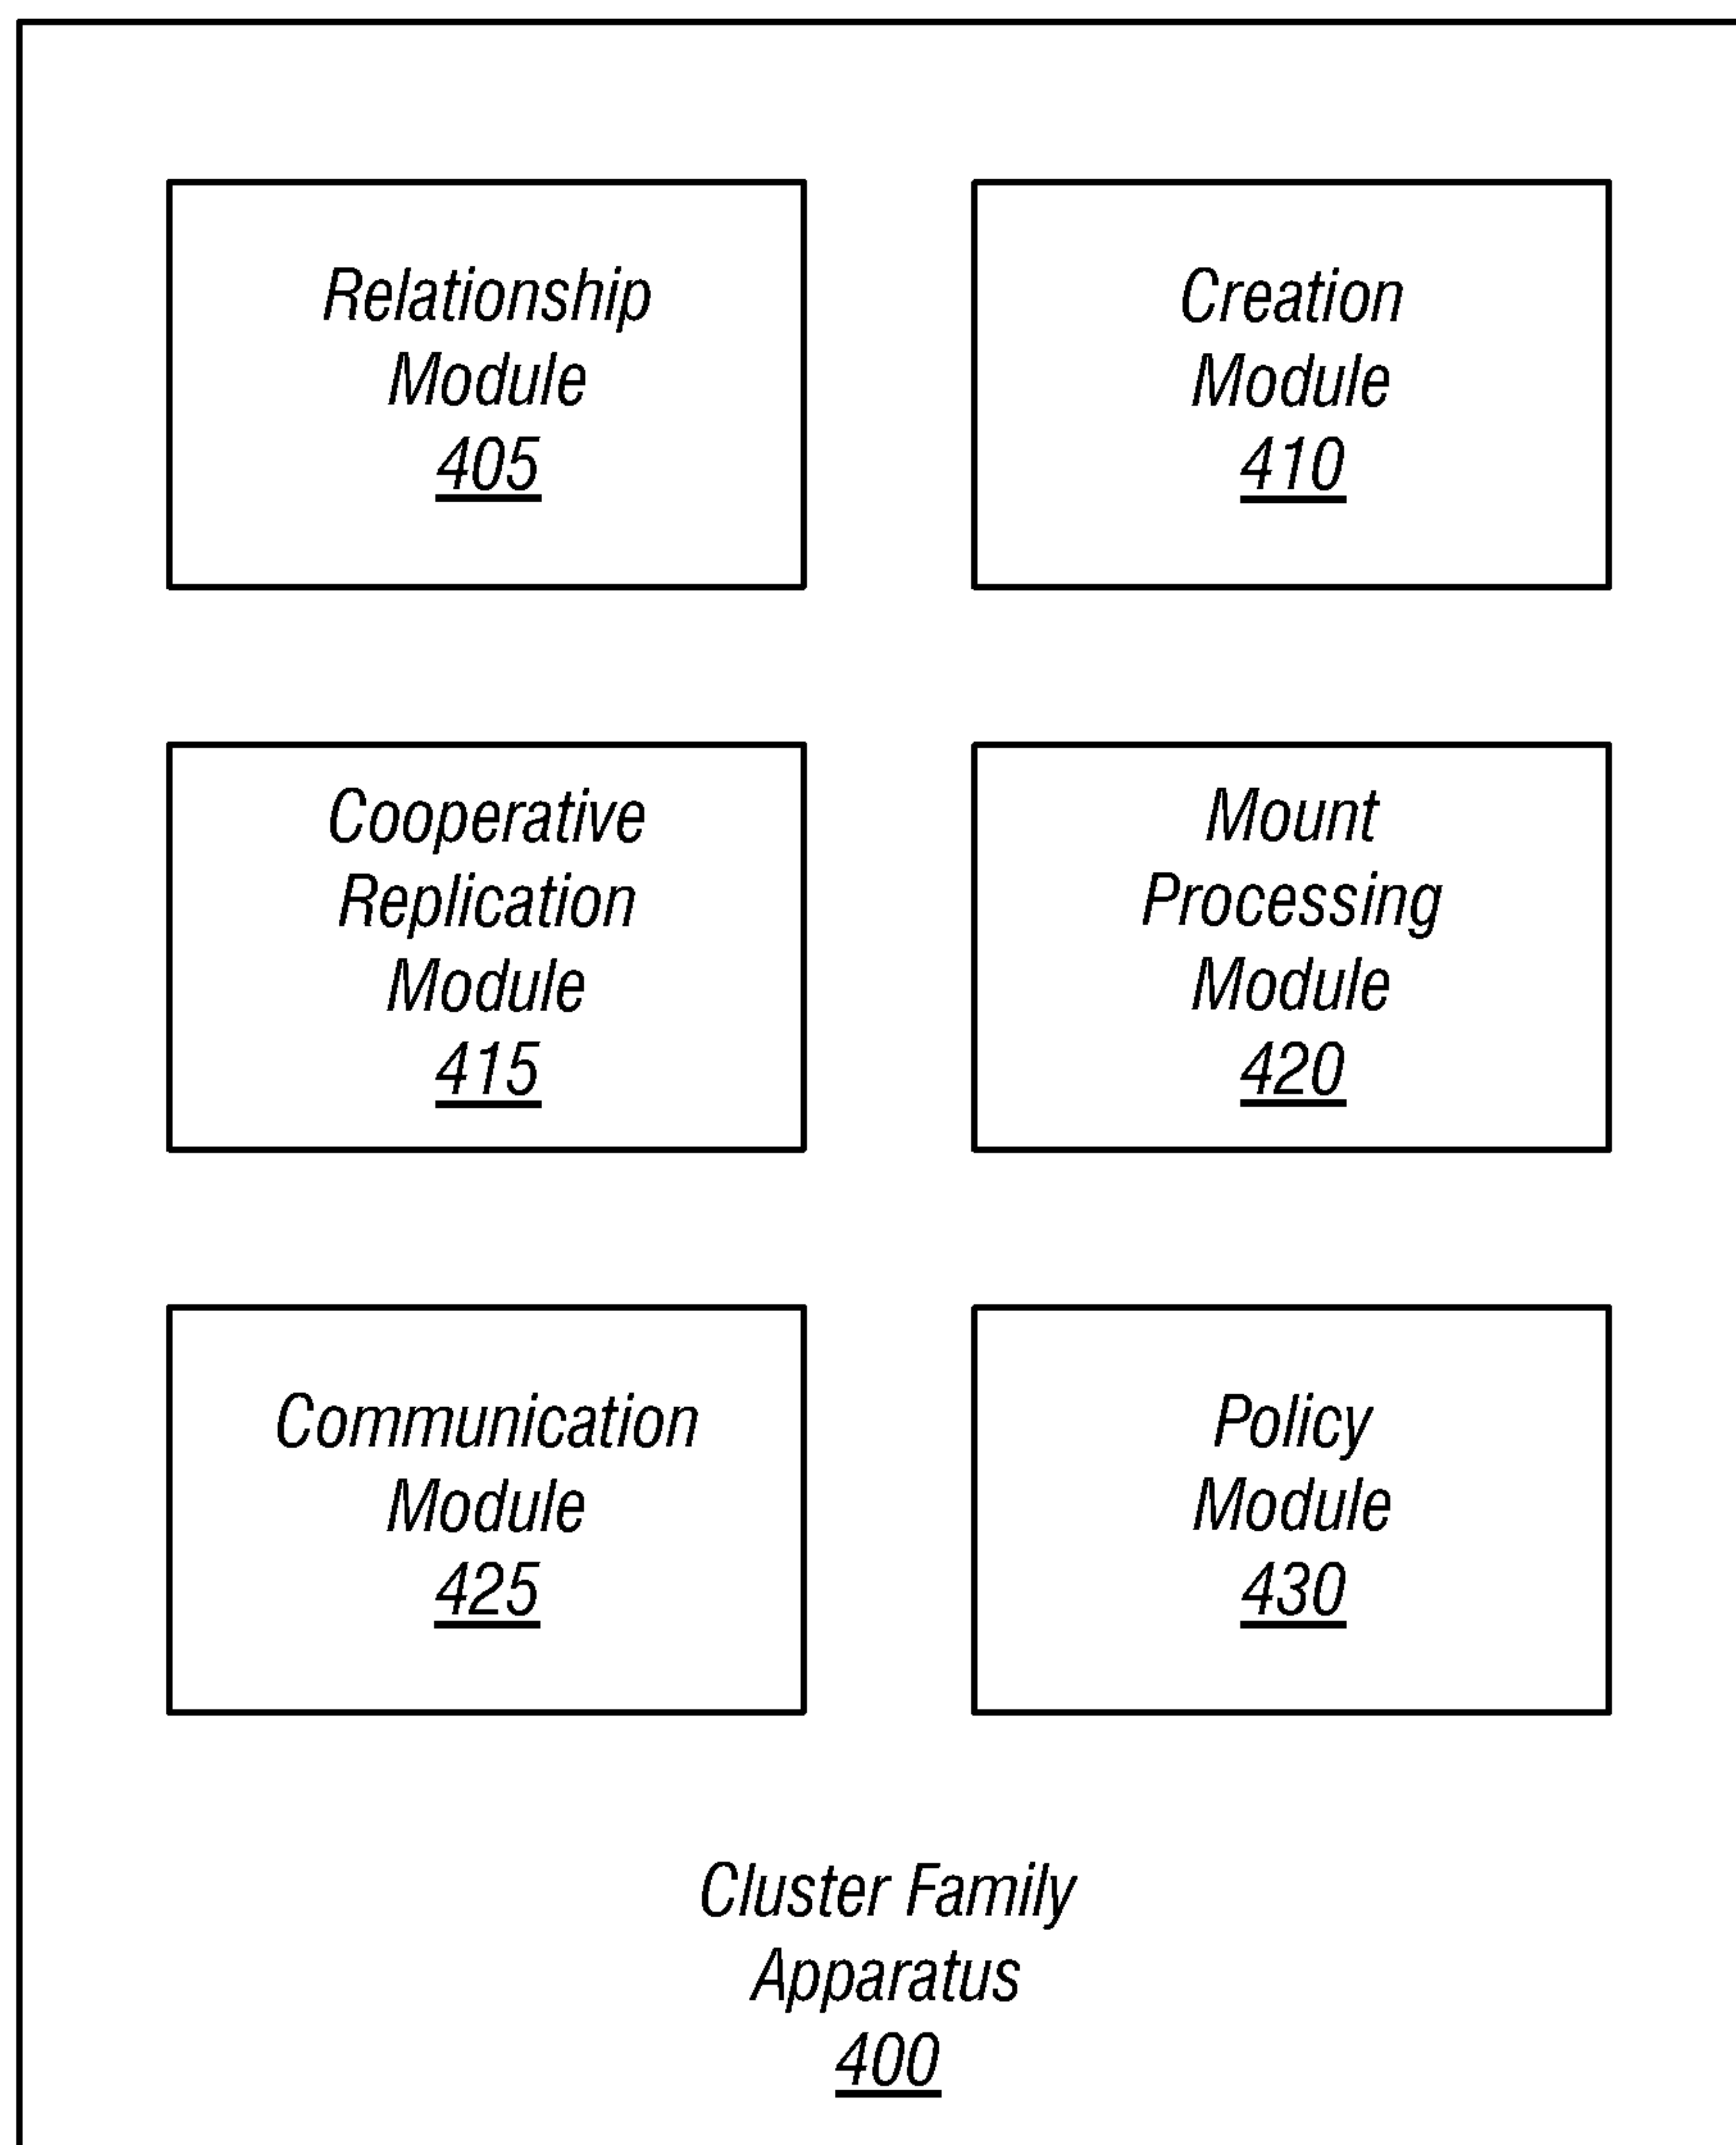 Relationship
Module
405
Creation
Module
410
Cooperative
Replication
Module
415
Mount
Processing
Module
420
Communication
Module
425
Policy
Module
430
Cluster Family
Apparatus
400